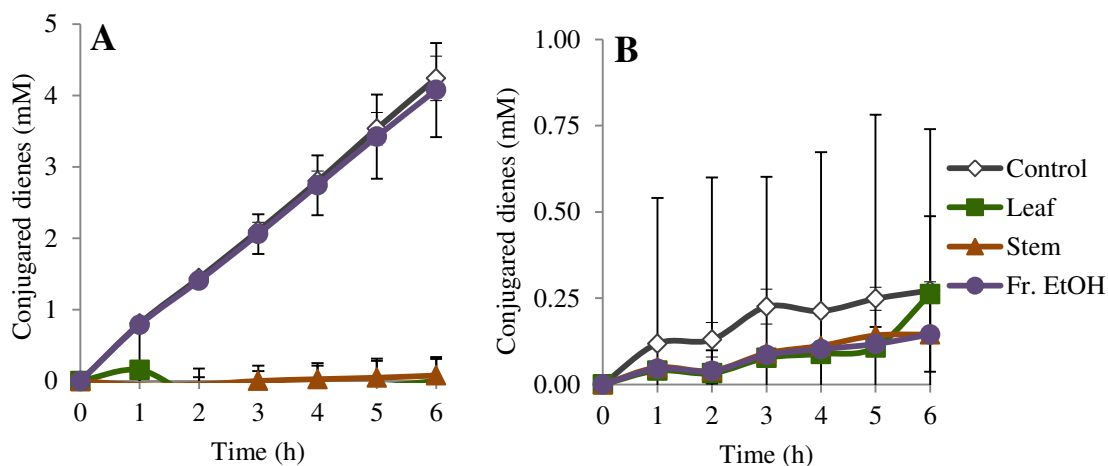 A
Conjugared dienes (mM)
5
4
3
2
1
0
0 1 2 3 4 5 6
Time (h)
B
Conjugared dienes (mM)
1.00
0.75
0.50
0.25
0.00
0 1 2 3 4 5 6
Time (h)
Control
Leaf
Stem
Fr. EtOH